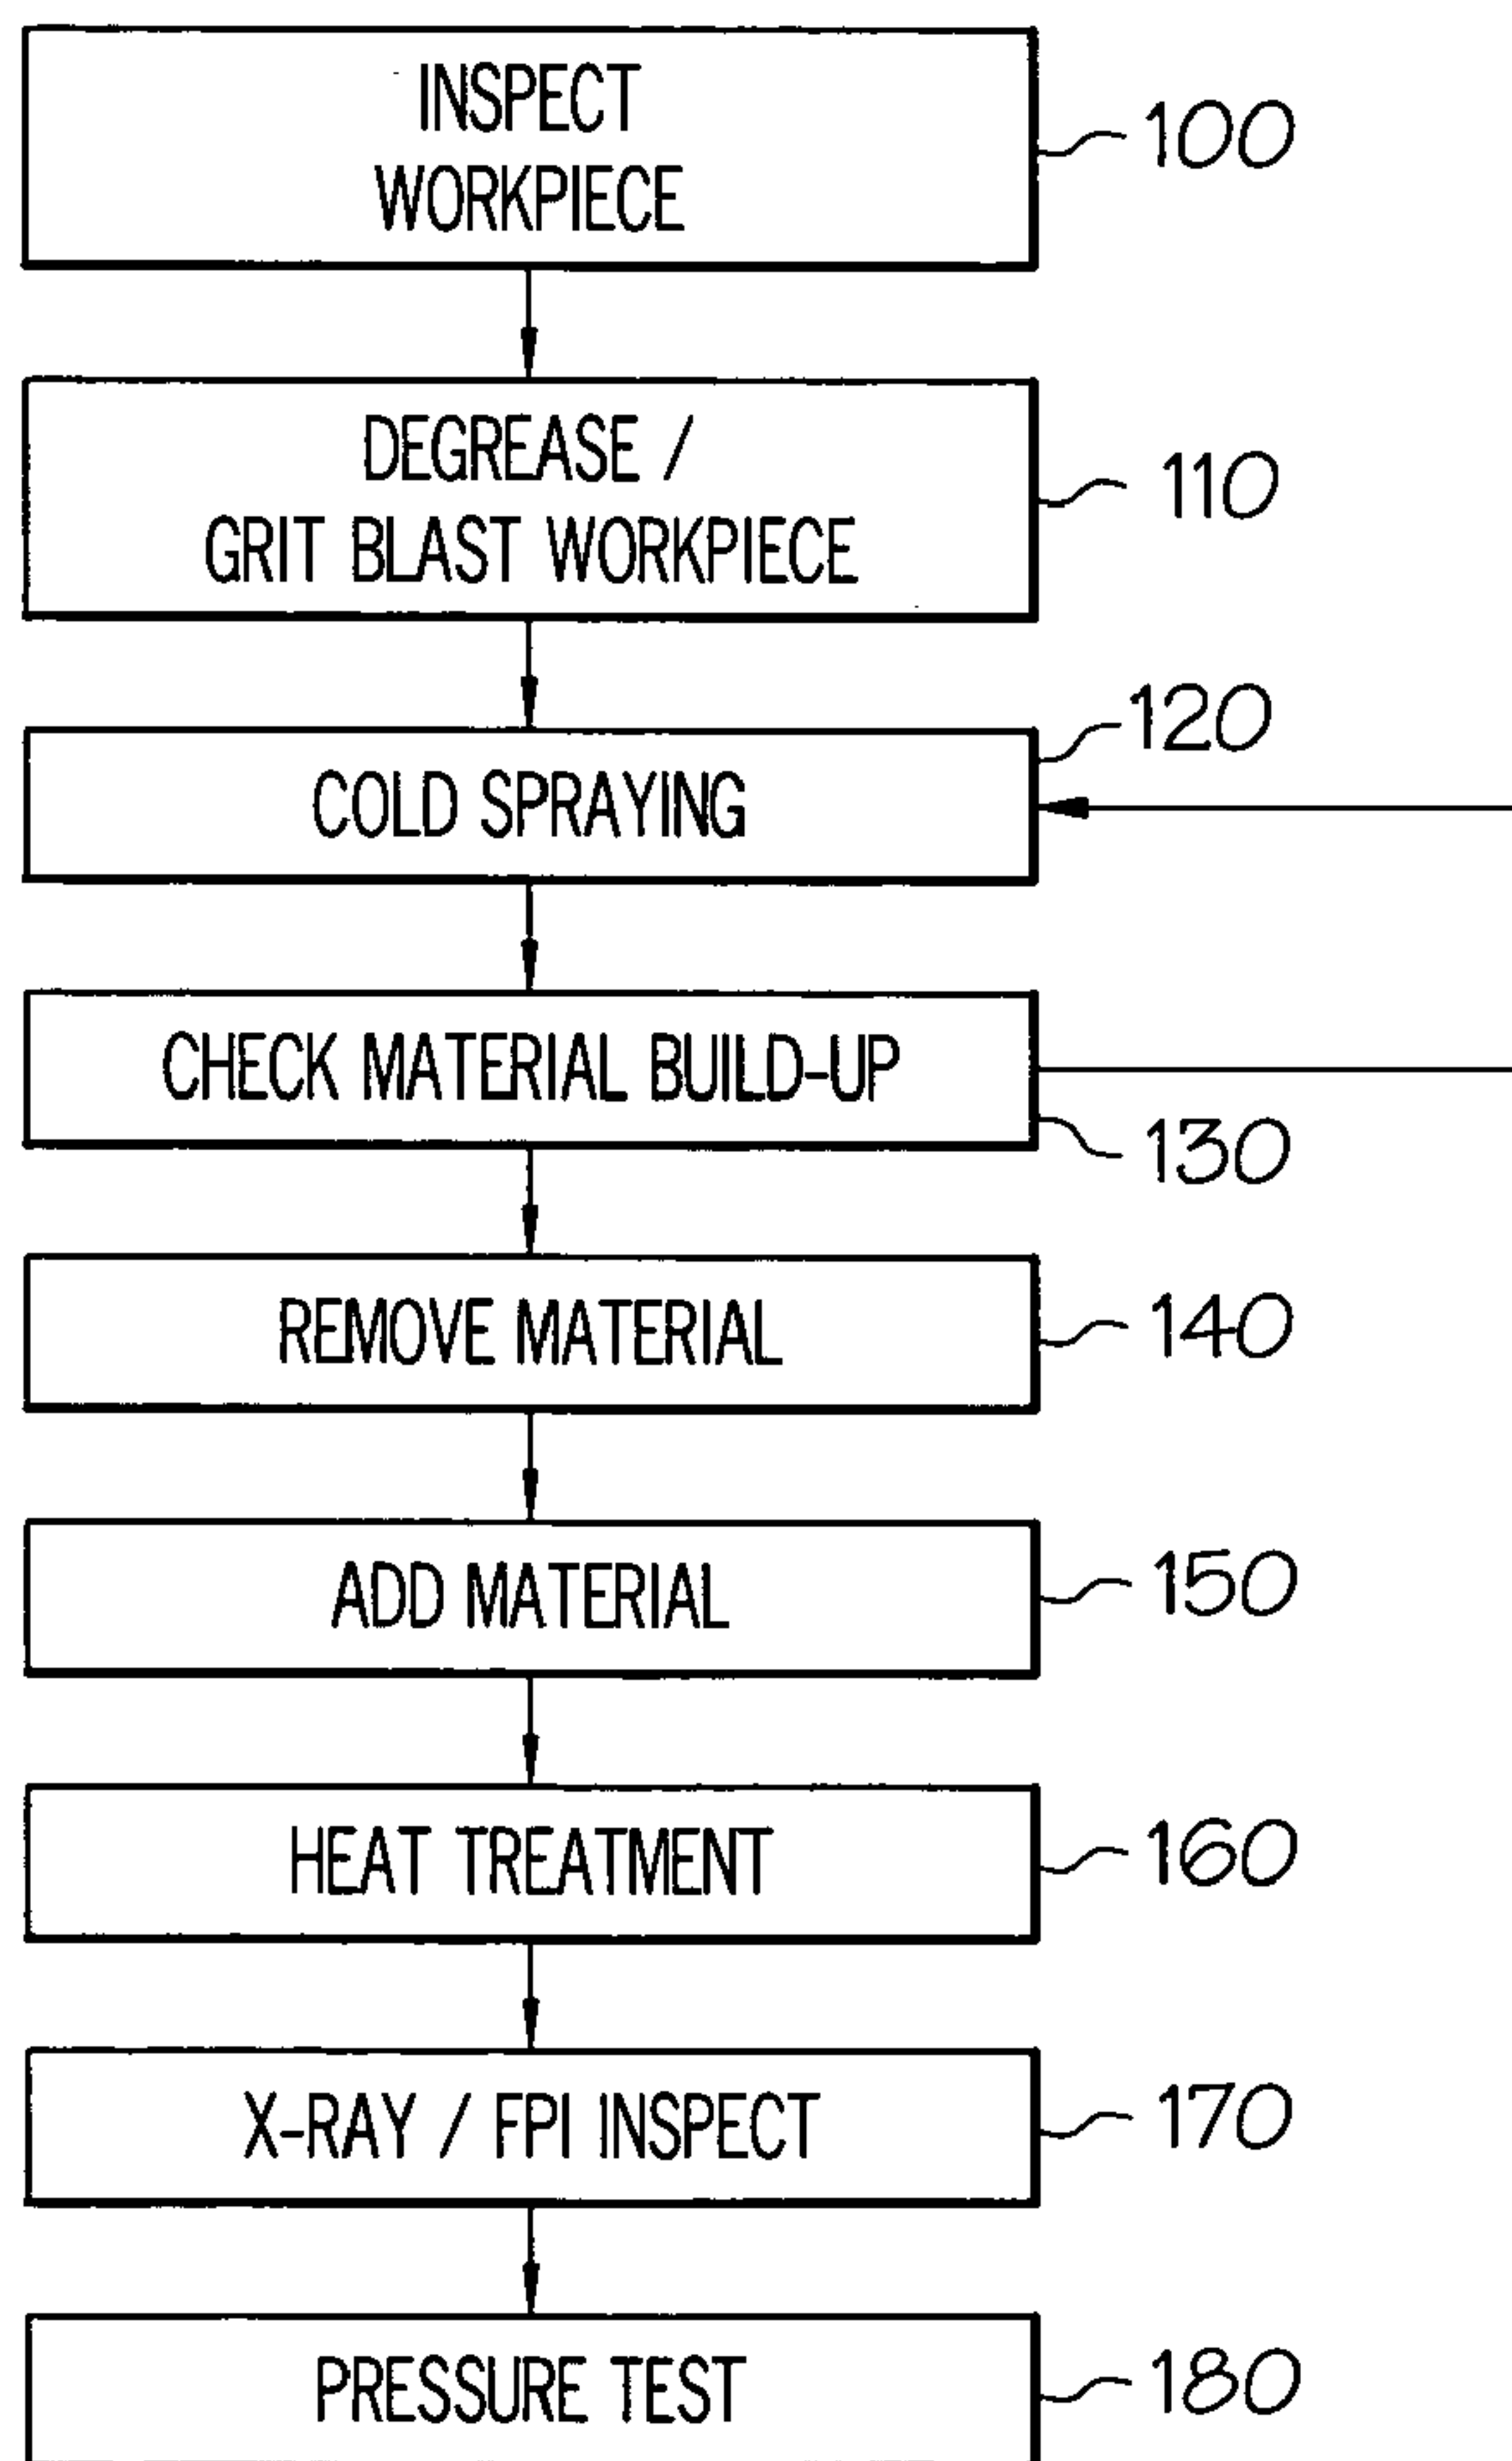 INSPECT
WORKPIECE
100
DEGREASE /
GRIT BLAST WORKPIECE
110
120
COLD SPRAYING
CHECK MATERIAL BUILD-UP
130
REMOVE MATERIAL
140
ADD MATERIAL
150
HEAT TREATMENT
160
X-RAY / FPI INSPECT
170
PRESSURE TEST
180